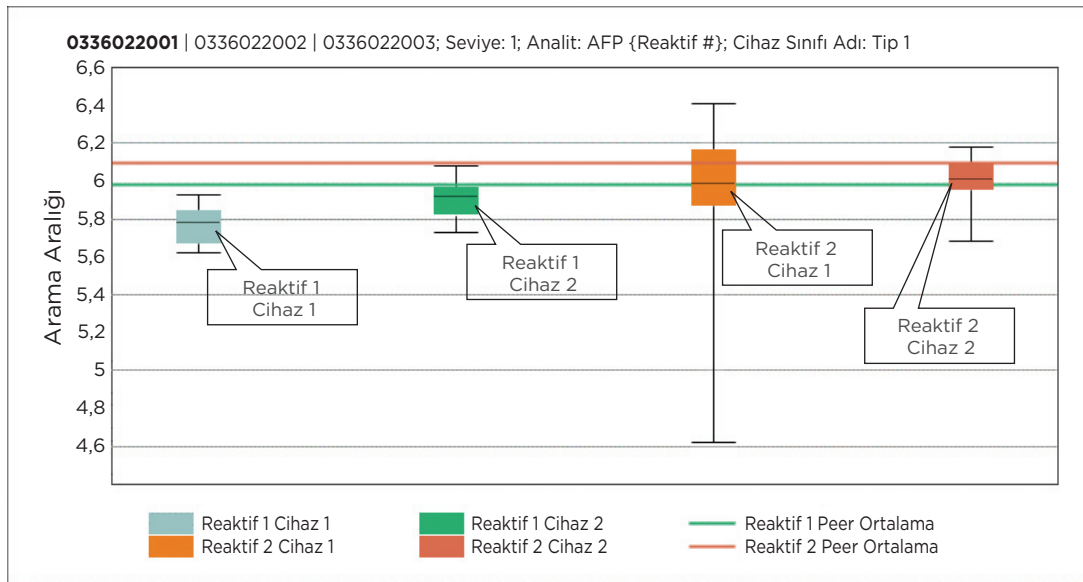 0336022001 | 0336022002 | 0336022003; Seviye: 1; Analit: AFP {Reaktif #}; Cihaz Sınıfı Adı: Tip 1
Arama Aralığı
6,6
6,4
6,2
6
5,8
5,6
5,4
5,2
5
4,8
4,6
Reaktif 1
Cihaz 1
Reaktif 1
Cihaz 2
Reaktif 2
Cihaz 1
Reaktif 2
Cihaz 2
Reaktif 1 Cihaz 1
Reaktif 1 Cihaz 2
Reaktif 1 Peer Ortalama
Reaktif 2 Cihaz 1
Reaktif 2 Cihaz 2
Reaktif 2 Peer Ortalama